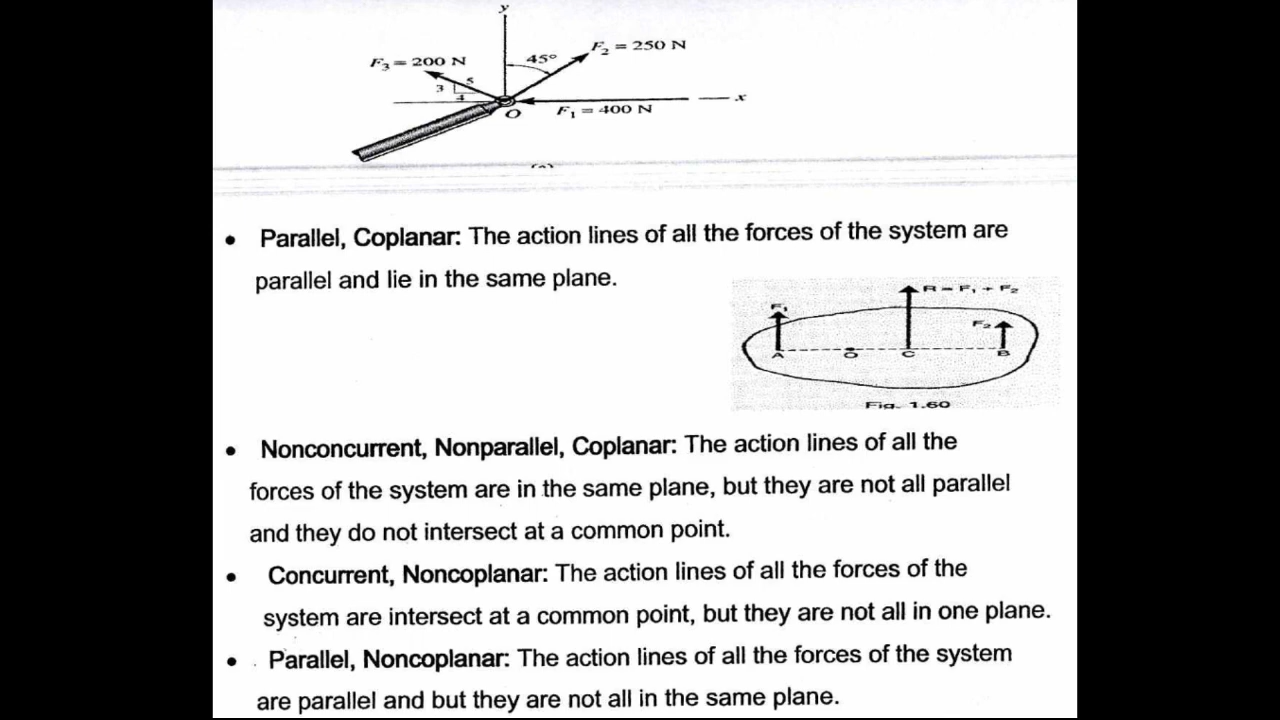 y
F₂ = 250 N
45°
F₃ = 200 N
5
3
4
x
O
F₁ = 400 N
(a)
• Parallel, Coplanar: The action lines of all the forces of the system are
parallel and lie in the same plane.
R = F₁ + F₂
F₁
F₂
A O C B
Fig. 1.60
• Nonconcurrent, Nonparallel, Coplanar: The action lines of all the
forces of the system are in the same plane, but they are not all parallel
and they do not intersect at a common point.
• Concurrent, Noncoplanar: The action lines of all the forces of the
system are intersect at a common point, but they are not all in one plane.
• Parallel, Noncoplanar: The action lines of all the forces of the system
are parallel and but they are not all in the same plane.